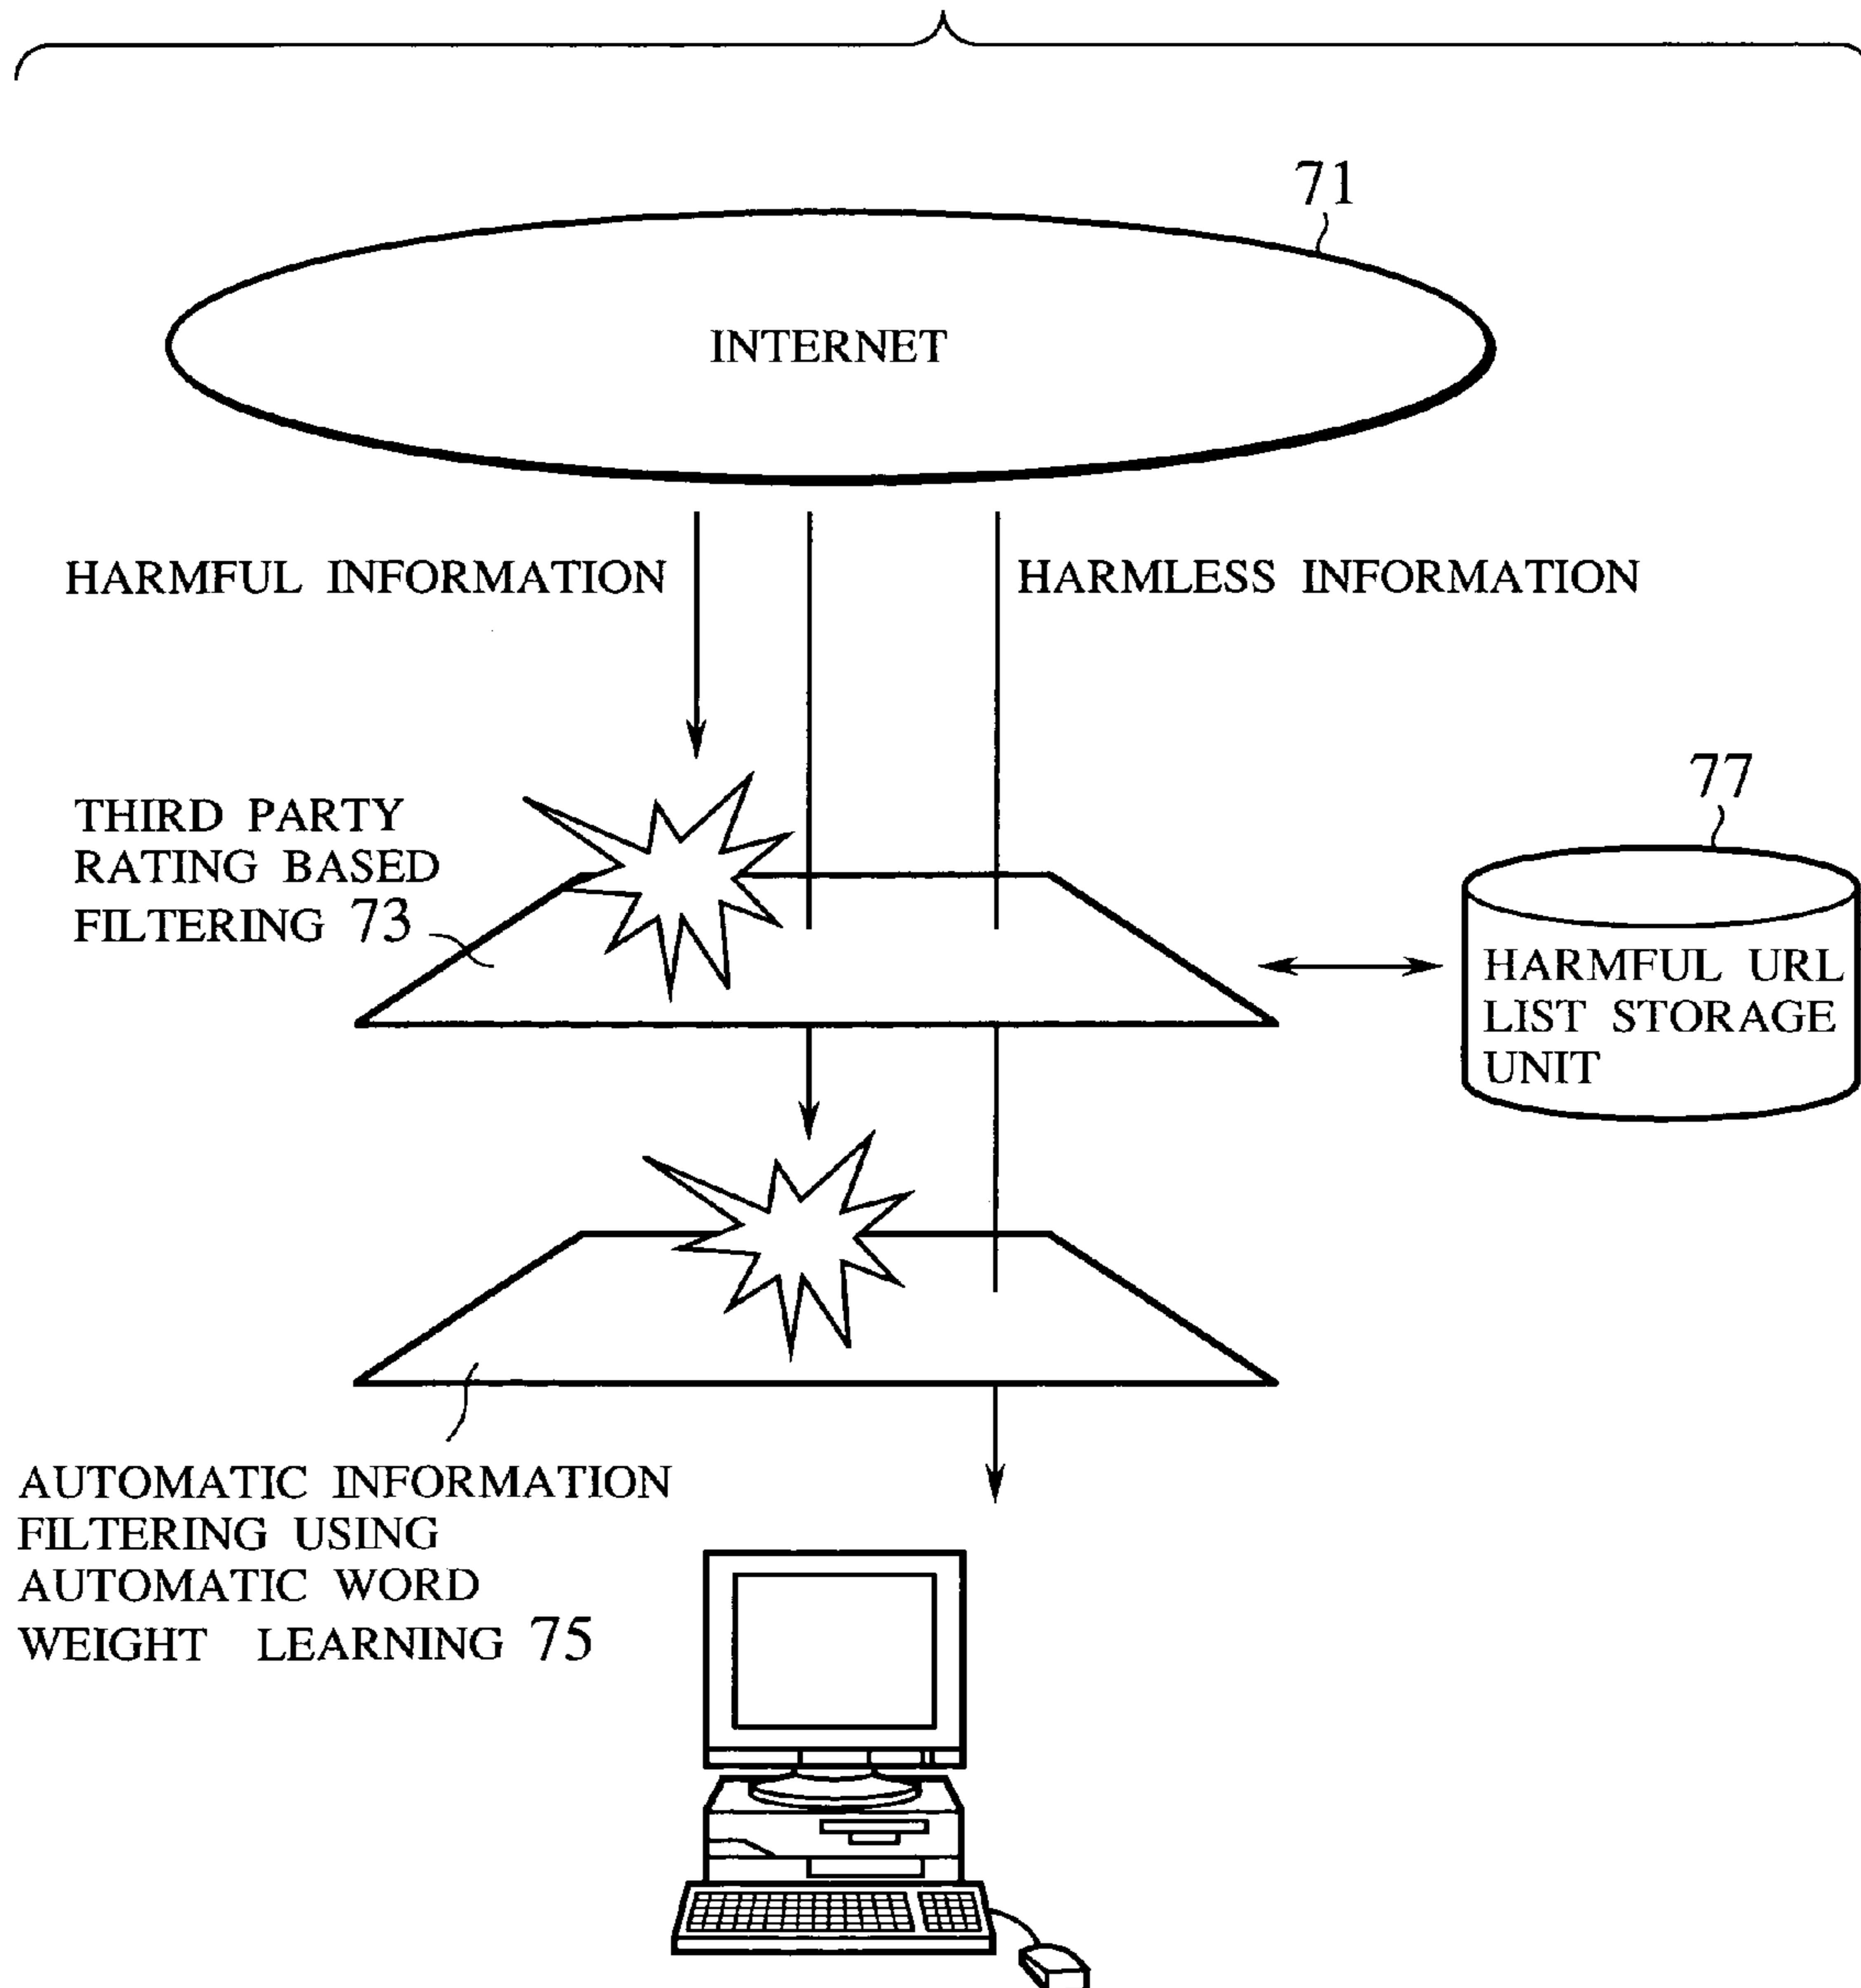 71
INTERNET
HARMFUL INFORMATION
HARMLESS INFORMATION
THIRD PARTY
RATING BASED
FILTERING 73
77
HARMFUL URL
LIST STORAGE
UNIT
AUTOMATIC INFORMATION
FILTERING USING
AUTOMATIC WORD
WEIGHT LEARNING 75